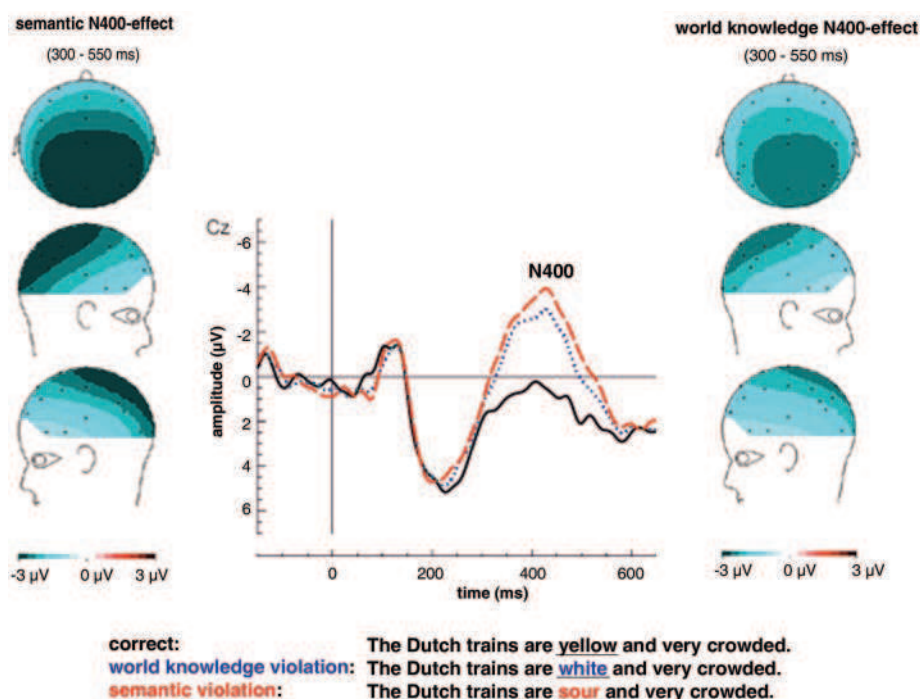 semantic N400-effect
(300 - 550 ms)
world knowledge N400-effect
(300 - 550 ms)
Cz
-6
-4
-2
0
2
4
6
amplitude (µV)
N400
0
200
400
600
time (ms)
-3 µV 0 µV 3 µV
-3 µV 0 µV 3 µV
correct: The Dutch trains are yellow and very crowded.
world knowledge violation: The Dutch trains are white and very crowded.
semantic violation: The Dutch trains are sour and very crowded.